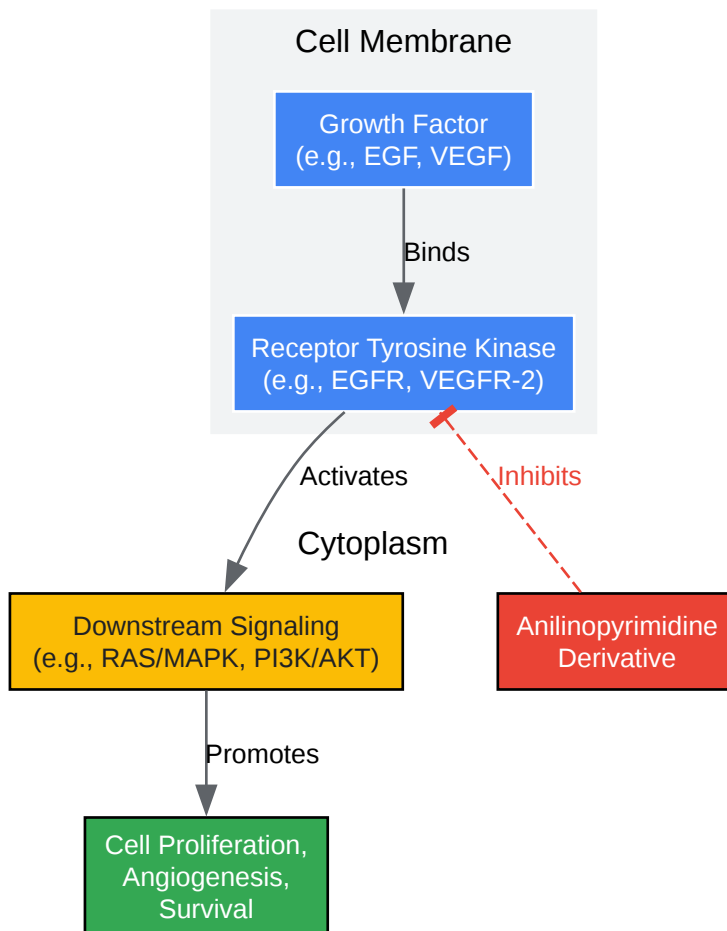 Cell Membrane
Growth Factor
(e.g., EGF, VEGF)
Binds
Receptor Tyrosine Kinase
(e.g., EGFR, VEGFR-2)
Activates
Inhibits
Cytoplasm
Downstream Signaling
(e.g., RAS/MAPK, PI3K/AKT)
Anilinopyrimidine
Derivative
Promotes
Cell Proliferation,
Angiogenesis,
Survival